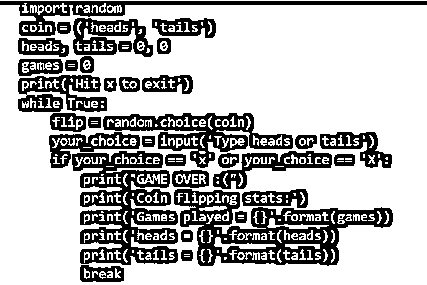 import random
coin = ('heads', 'tails')
heads, tails = 0, 0
games = 0
print('Hit x to exit')
while True:
flip = random.choice(coin)
your_choice = input('Type heads or tails')
if your_choice == 'x' or your_choice == 'X':
print("GAME OVER :(")
print("Coin flipping stats:")
print('Games played = {}'.format(games))
print('heads = {}'.format(heads))
print('tails = {}'.format(tails))
break